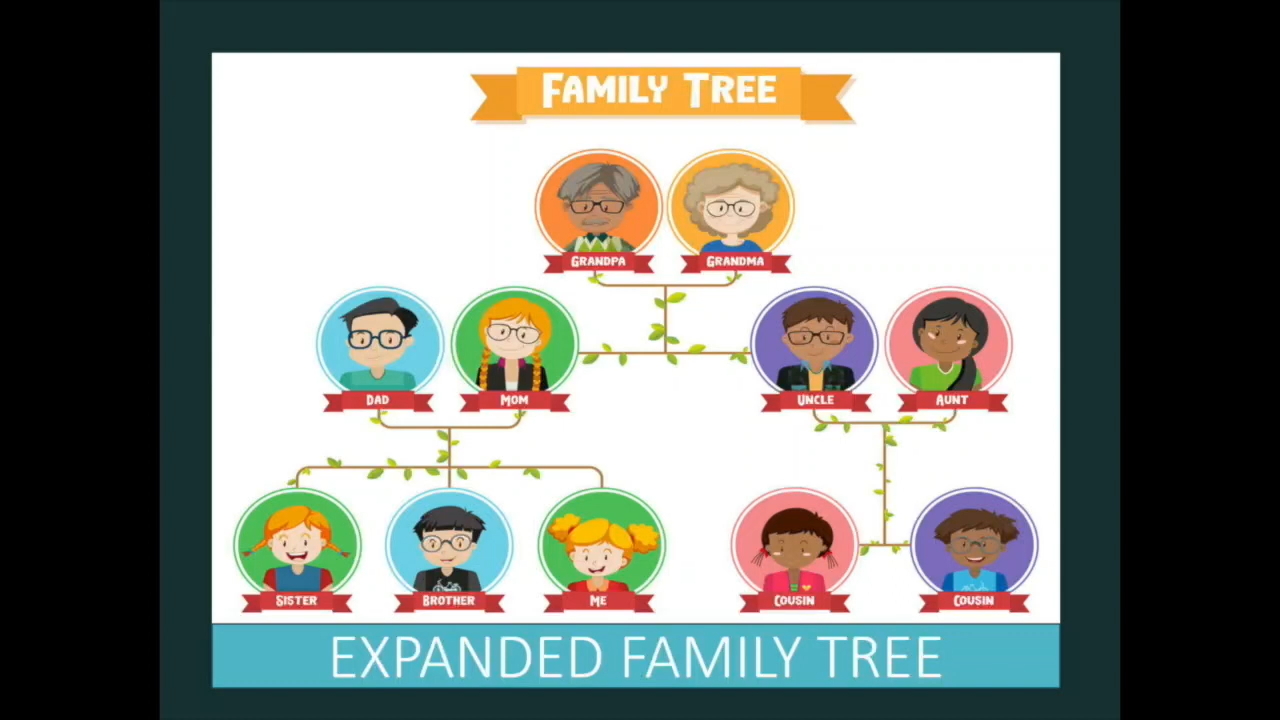 FAMILY TREE
GRANDPA GRANDMA
DAD MOM UNCLE AUNT
SISTER BROTHER ME COUSIN COUSIN
EXPANDED FAMILY TREE